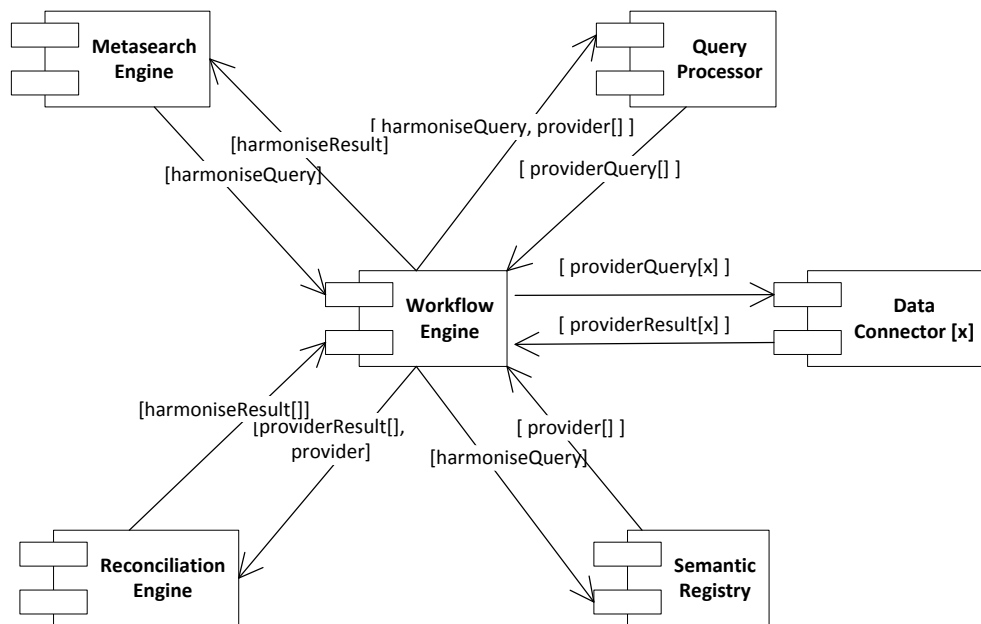 Metasearch
Engine
Query
Processor
[ harmoniseQuery, provider[] ]
[harmoniseResult]
[ providerQuery[] ]
[harmoniseQuery]
[ providerQuery[x] ]
Workflow
Engine
Data
Connector [x]
[ providerResult[x] ]
[harmoniseResult[]]
[providerResult[],
provider]
[ provider[] ]
[harmoniseQuery]
Reconciliation
Engine
Semantic
Registry